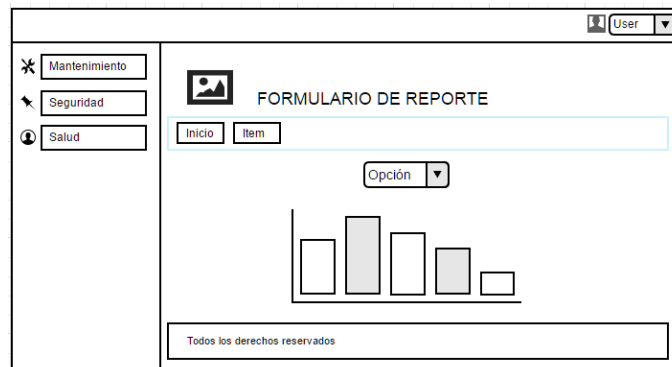 User
Mantenimiento
Seguridad
Salud
FORMULARIO DE REPORTE
Inicio
Item
Opción
Todos los derechos reservados